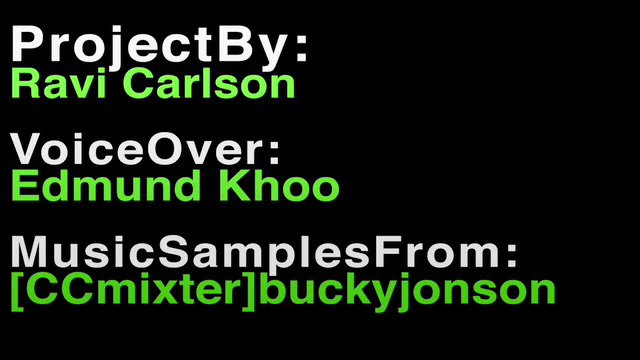 ProjectBy:
Ravi Carlson
VoiceOver:
Edmund Khoo
MusicSamplesFrom:
[CCmixter]buckyjonson